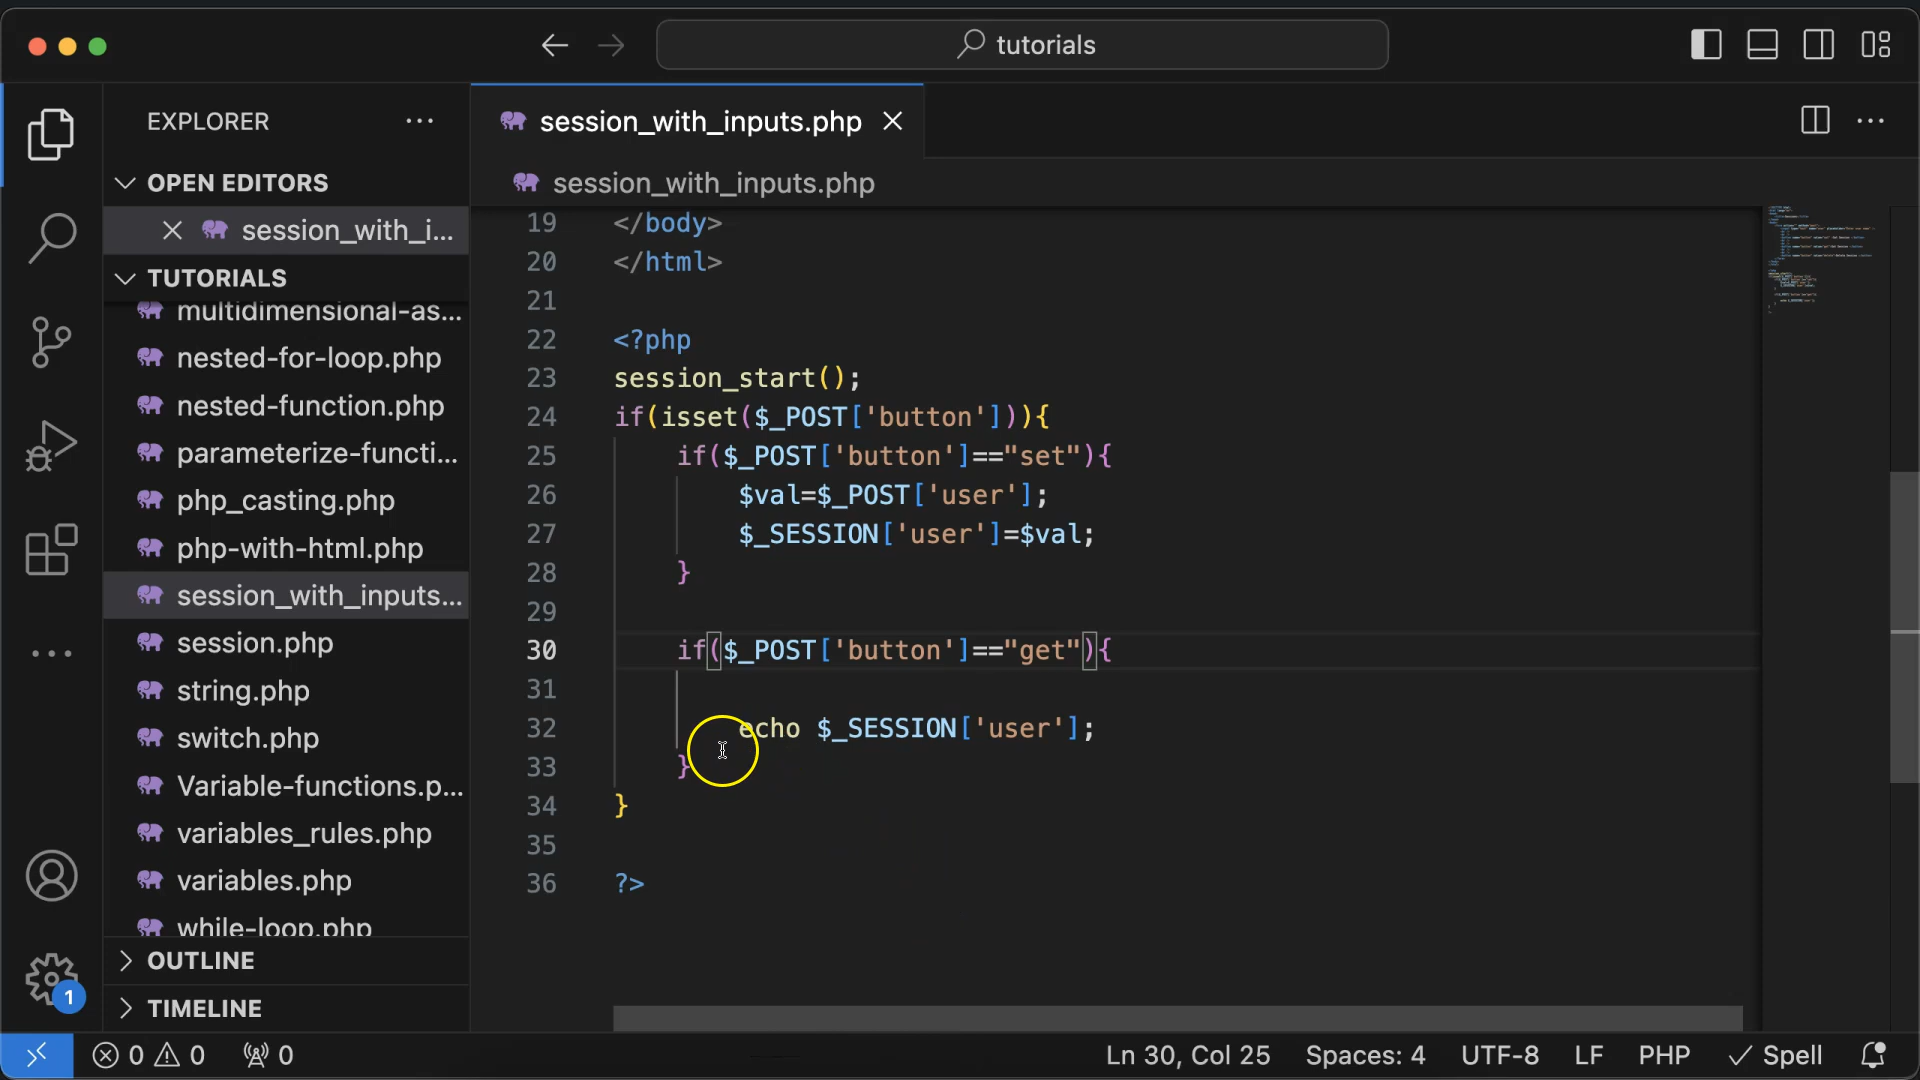 tutorials
EXPLORER
session_with_inputs.php
OPEN EDITORS
session_with_i...
session_with_inputs.php
TUTORIALS
multidimensional-as...
nested-for-loop.php
nested-function.php
parameterize-functi...
php_casting.php
php-with-html.php
session_with_inputs...
session.php
string.php
switch.php
Variable-functions.p...
variables_rules.php
variables.php
while-loop.php
OUTLINE
TIMELINE
1
19 </body>
20 </html>
21
22 <?php
23 session_start();
24 if(isset($_POST['button'])){
25 if($_POST['button']=="set"){
26 $val=$_POST['user'];
27 $_SESSION['user']=$val;
28 }
29
30 if($_POST['button']=="get"){
31
32 echo $_SESSION['user'];
33 }
34 }
35
36 ?>
0 0 0 Ln 30, Col 25 Spaces: 4 UTF-8 LF PHP Spell